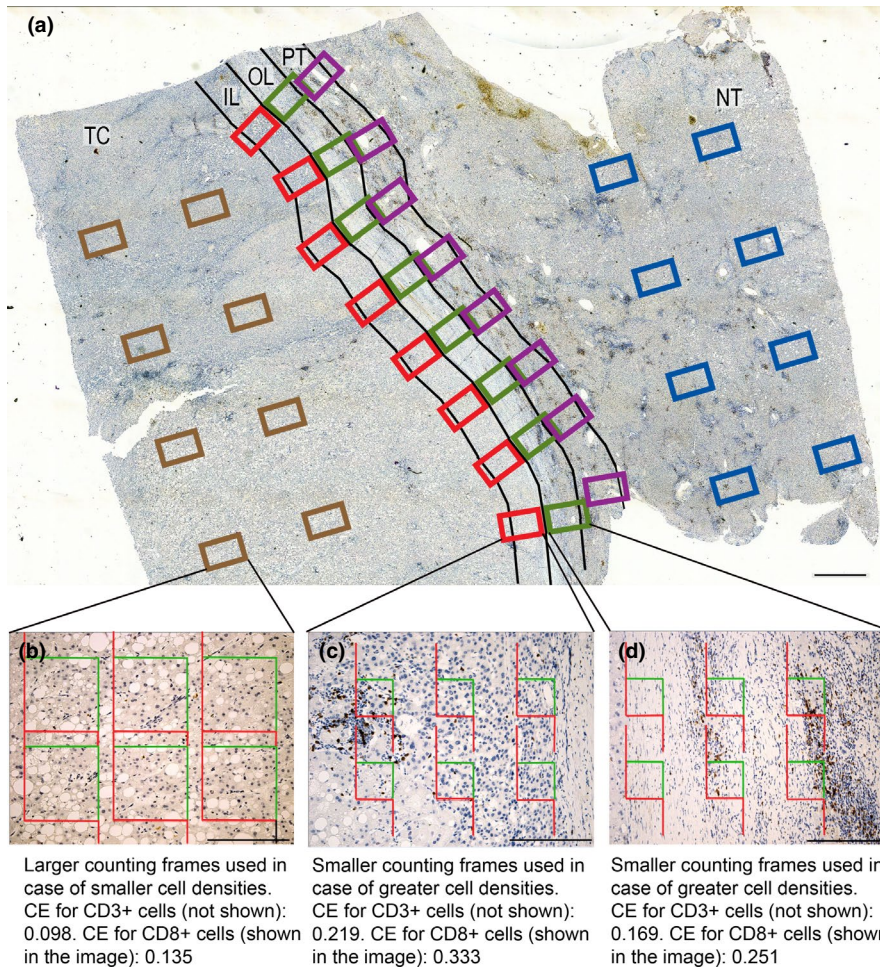 (a)
PT
OL
IL
TC
NT
(b)
(c)
(d)
Larger counting frames used in
case of smaller cell densities.
CE for CD3+ cells (not shown):
0.098. CE for CD8+ cells (shown
in the image): 0.135
Smaller counting frames used in
case of greater cell densities.
CE for CD3+ cells (not shown):
0.219. CE for CD8+ cells (shown
in the image): 0.333
Smaller counting frames used in
case of greater cell densities.
CE for CD3+ cells (not shown):
0.169. CE for CD8+ cells (shown
in the image): 0.251